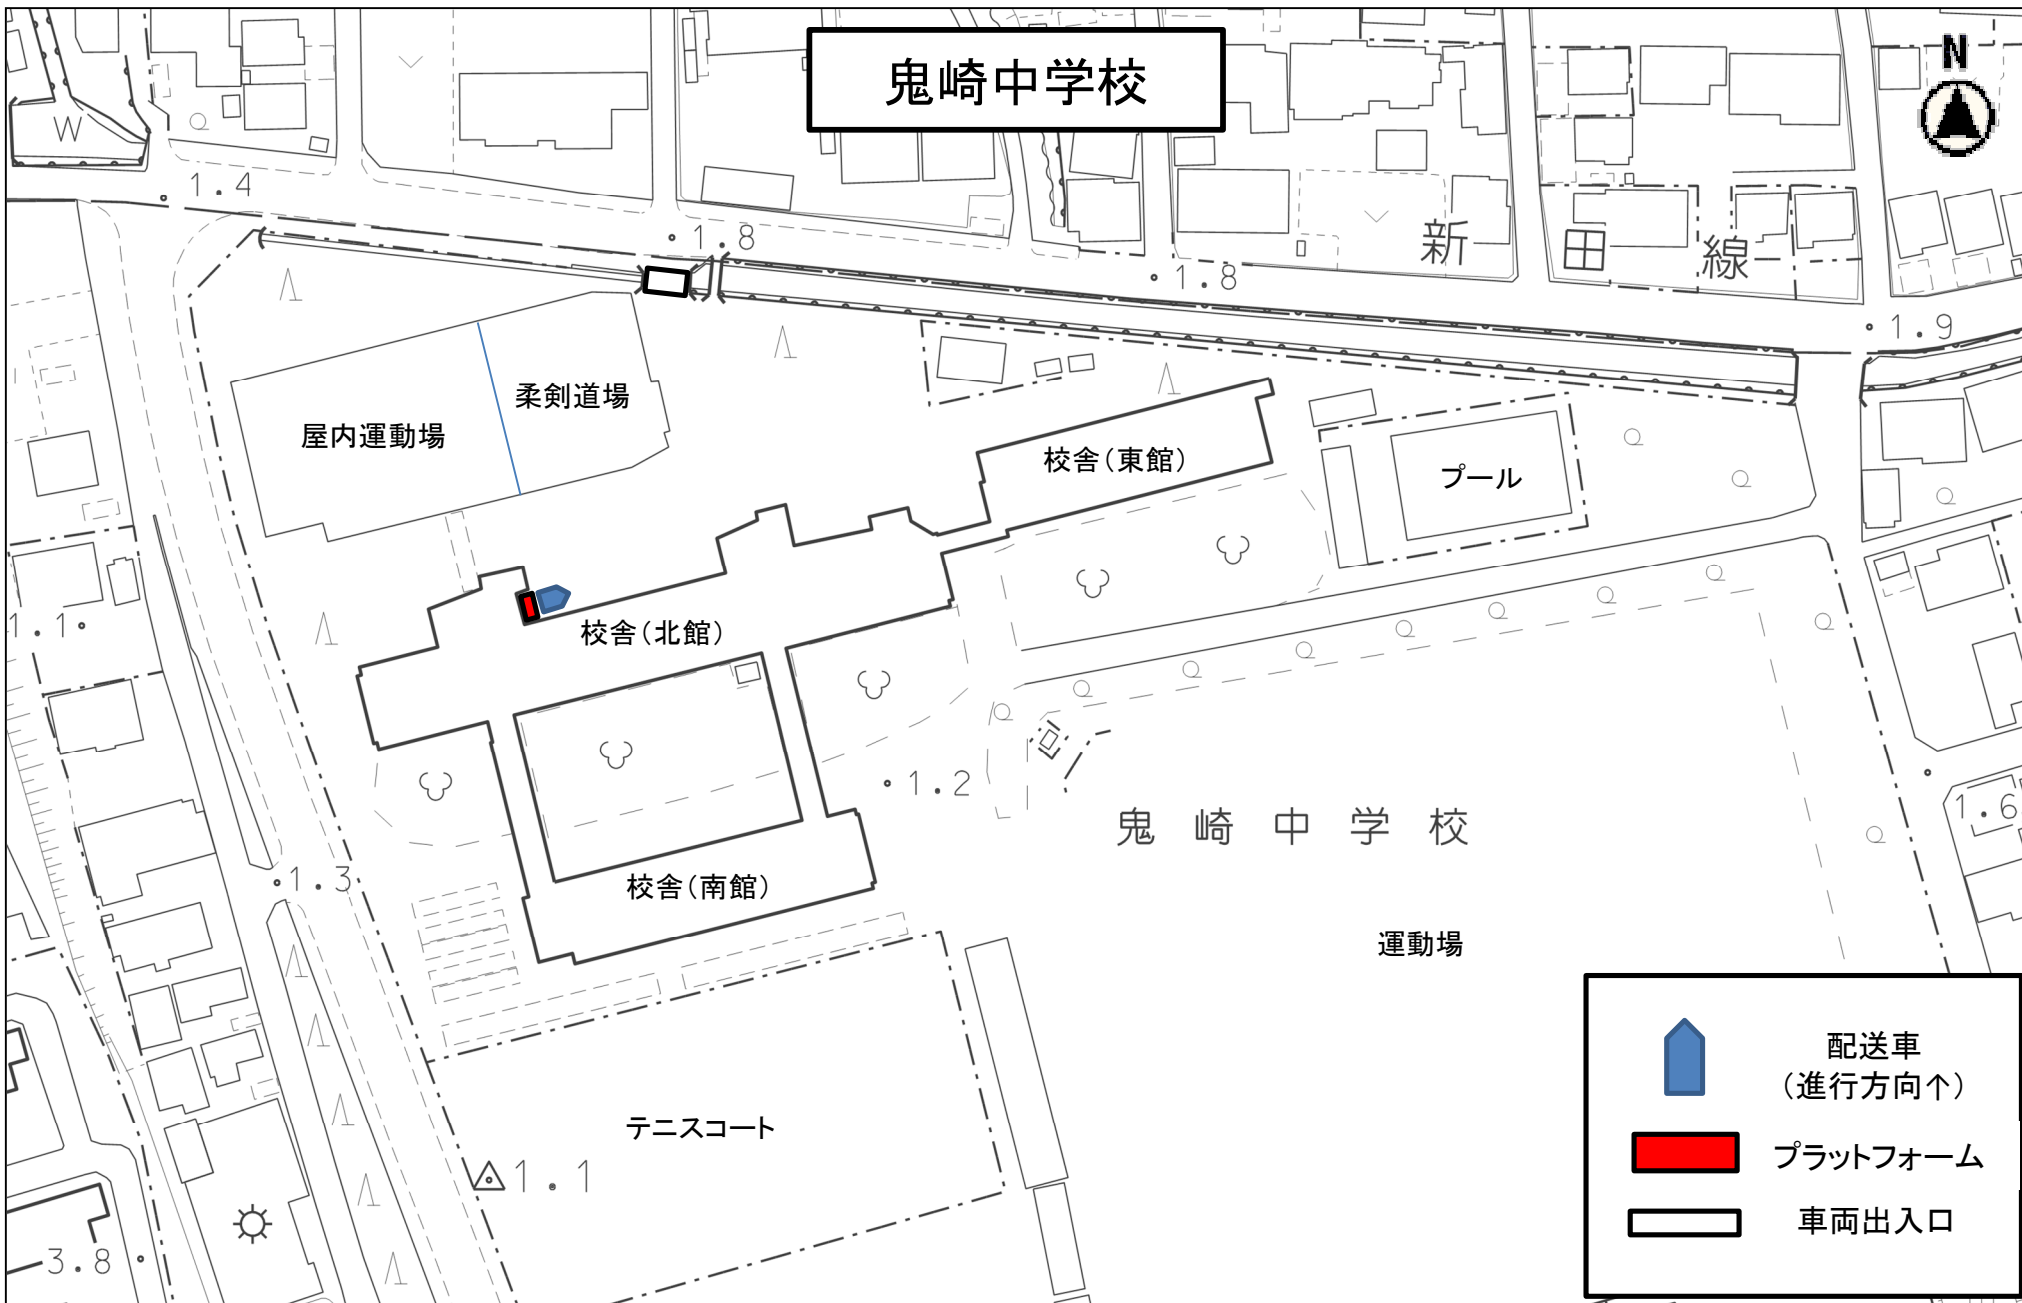 鬼崎中学校
N
W
1.4
1.8
新田線
1.8
1.9
柔剣道場
屋内運動場
校舎（東館）
プール
1.1
校舎（北館）
1.2
1.6
鬼崎中学校
1.3
校舎（南館）
運動場
配送車
（進行方向↑）
テニスコート
プラットフォーム
1.1
車両出入口
3.8